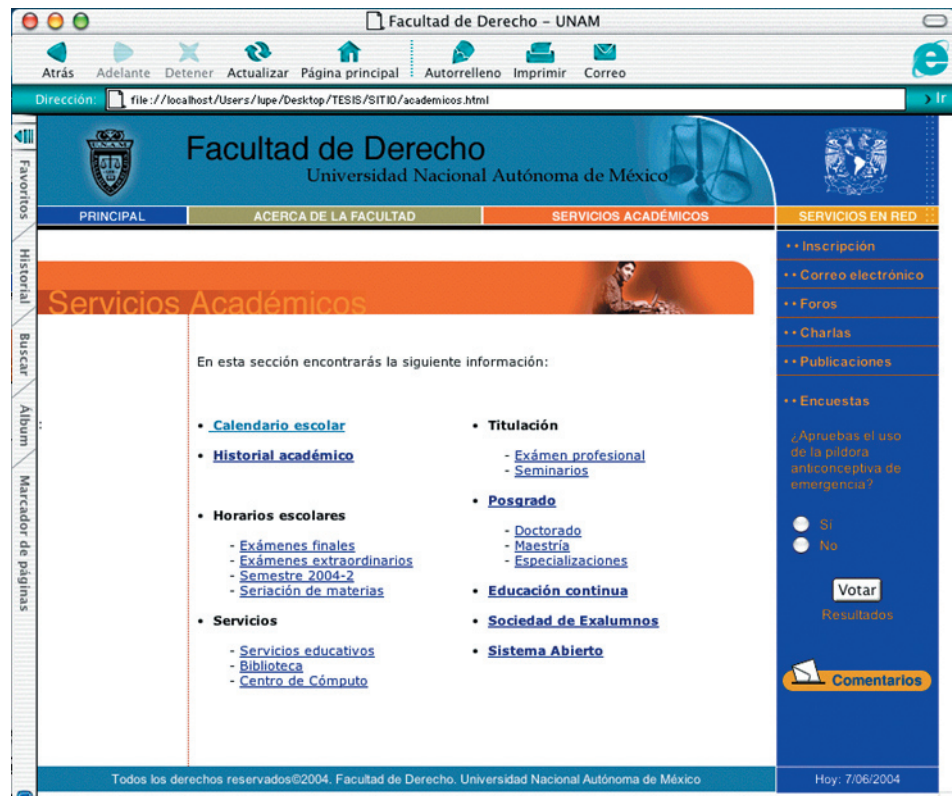 Facultad de Derecho – UNAM
Atrás Adelante Detener Actualizar Página principal Autorrelleno Imprimir Correo
Dirección: file://localhost/Users/lupe/Desktop/TESIS/SITIO/academicos.html Ir
Favoritos
Historial
Buscar
Álbum
Marcador de páginas
Facultad de Derecho
Universidad Nacional Autónoma de México
PRINCIPAL ACERCA DE LA FACULTAD SERVICIOS ACADÉMICOS SERVICIOS EN RED
Servicios Académicos
En esta sección encontrarás la siguiente información:
• Calendario escolar
• Historial académico
• Horarios escolares
- Exámenes finales
- Exámenes extraordinarios
- Semestre 2004-2
- Seriación de materias
• Servicios
- Servicios educativos
- Biblioteca
- Centro de Cómputo
• Titulación
- Exámen profesional
- Seminarios
• Posgrado
- Doctorado
- Maestría
- Especializaciones
• Educación continua
• Sociedad de Exalumnos
• Sistema Abierto
•• Inscripción
•• Correo electrónico
•• Foros
•• Charlas
•• Publicaciones
•• Encuestas
¿Apruebas el uso
de la pildora
anticonceptiva de
emergencia?
Si
No
Votar
Resultados
Comentarios
Todos los derechos reservados©2004. Facultad de Derecho. Universidad Nacional Autónoma de México
Hoy: 7/06/2004